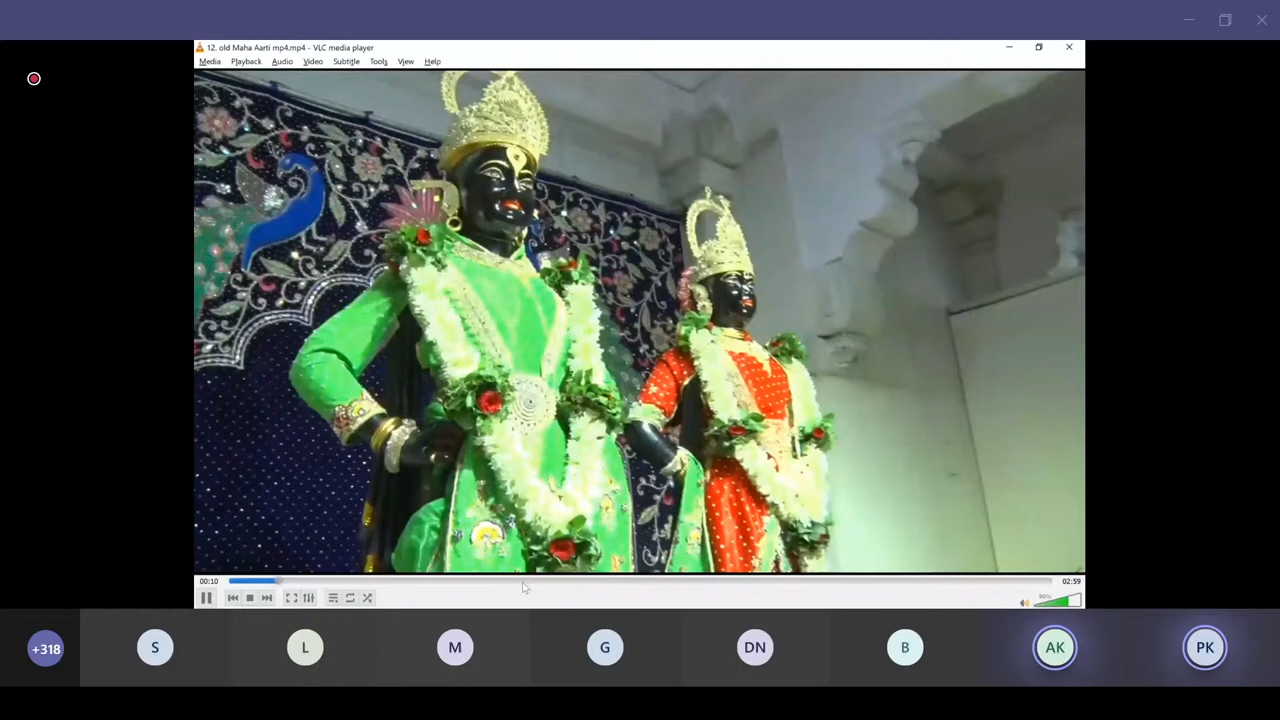 12. old Maha Aarti mp4.mp4 - VLC media player
Media Playback Audio Video Subtitle Tools View Help
00:10
02:59
90%
+318
S
L
M
G
DN
B
AK
PK